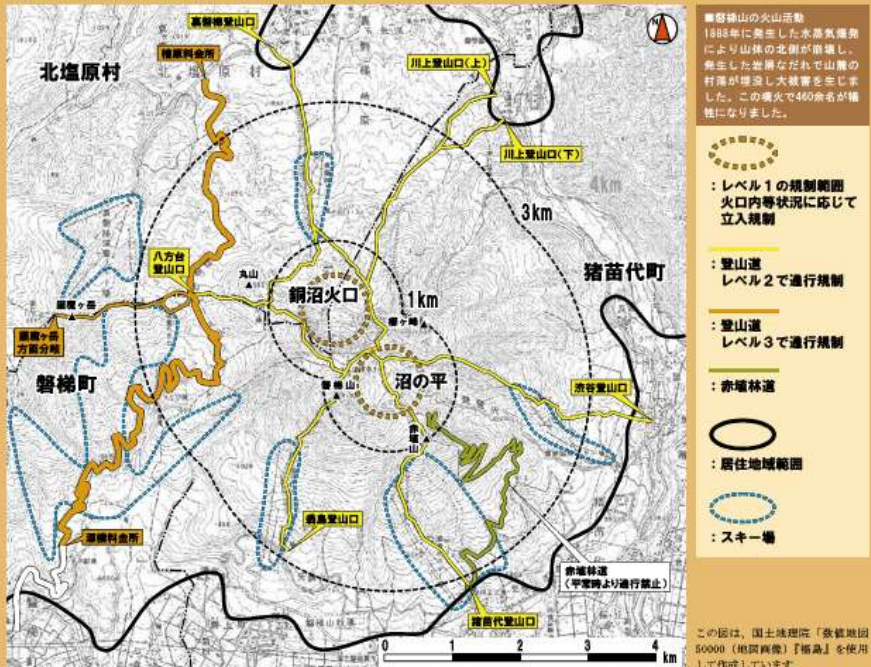 裏磐梯登山口
N
桧原料金所
北塩原村
川上登山口(上)
川上登山口(下)
4km
3km
八方台
登山口
丸山
猪苗代町
銅沼火口
1km
櫛ヶ峰
猫魔ヶ岳
猫魔ヶ岳
方面分岐
磐梯町
沼の平
磐梯山
渋谷登山口
赤埴山
翁島登山口
磐梯料金所
赤埴林道
(平常時より通行禁止)
猪苗代登山口
0 1 2 3 4
km
■磐梯山の火山活動
1888年に発生した水蒸気爆発
により山体の北側が崩壊し、
発生した岩屑なだれで山麓の
村落が埋没し大被害を生じま
した。この噴火で460余名が犠
牲になりました。
:レベル1の規制範囲
火口内等状況に応じて
立入規制
:登山道
レベル2で通行規制
:登山道
レベル3で通行規制
:赤埴林道
:居住地域範囲
:スキー場
この図は、国土地理院「数値地図
50000(地図画像)『福島』を使用
して作成しています